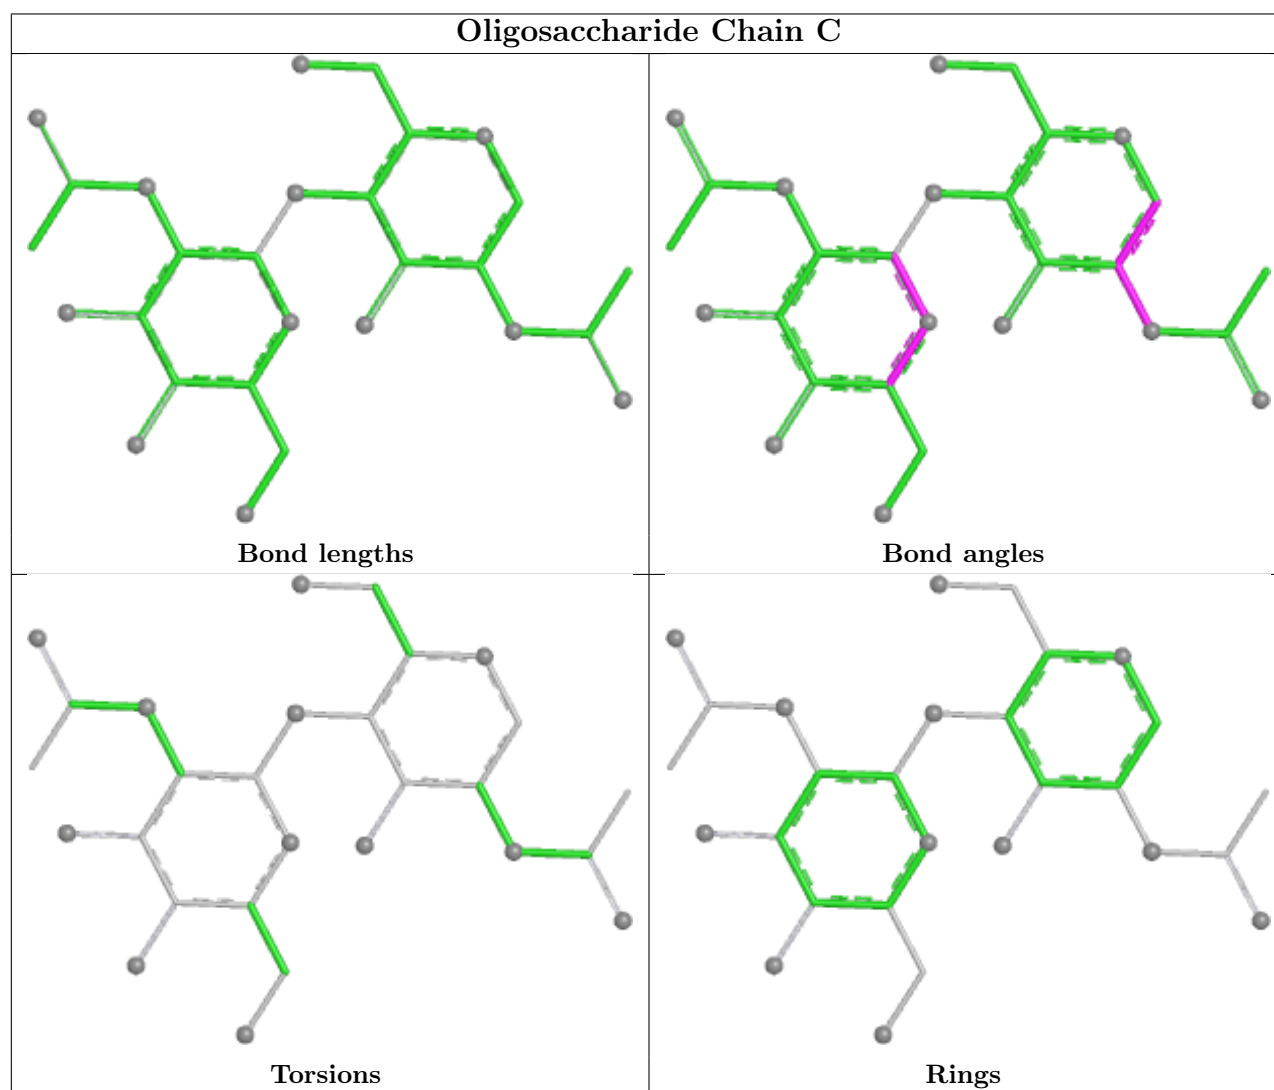 Oligosaccharide Chain C
Bond lengths
Bond angles
Torsions
Rings